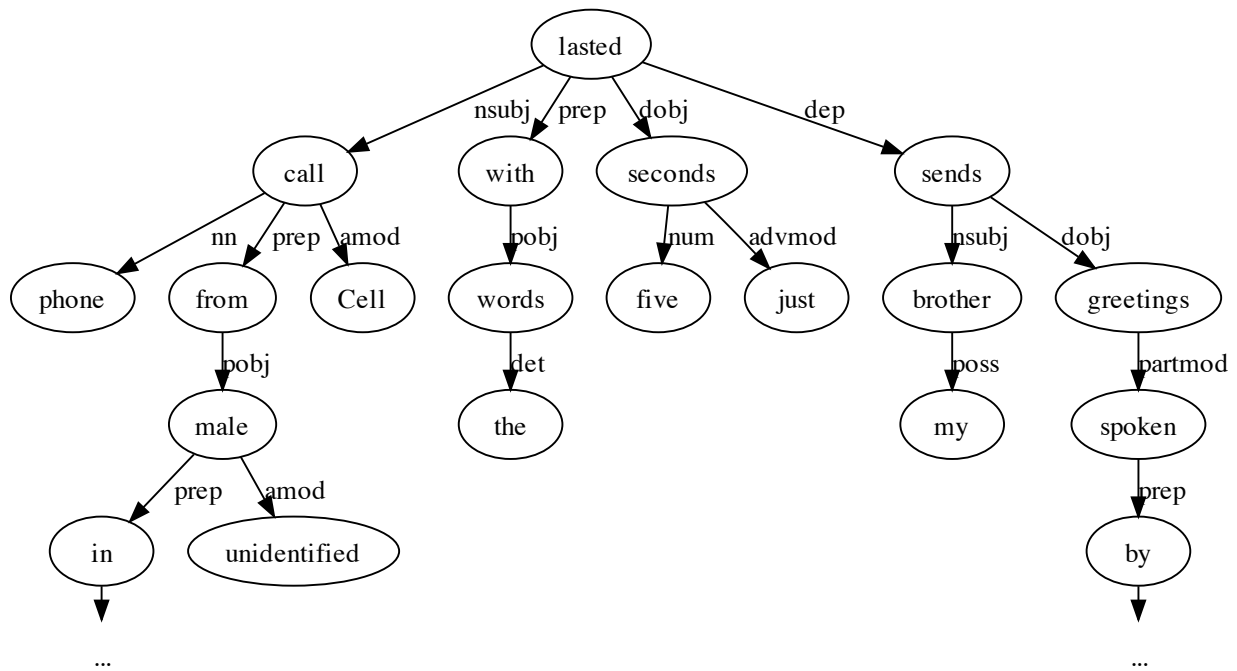 lasted
nsubj prep dobj dep
call with seconds sends
nn prep amod pobj num advmod nsubj dobj
phone from Cell words five just brother greetings
pobj det poss partmod
male the my spoken
prep amod prep
in unidentified by
... ...